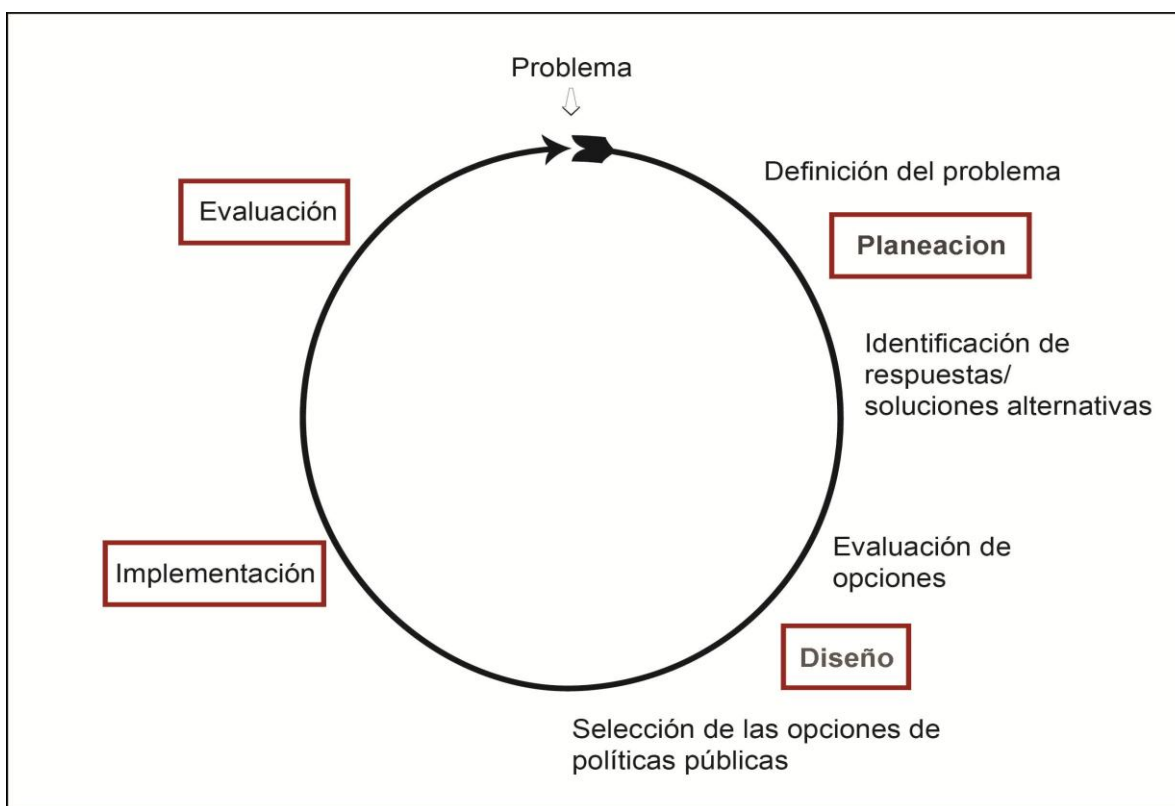 Problema
Definición del problema
Planeacion
Identificación de
respuestas/
soluciones alternativas
Evaluación de
opciones
Diseño
Selección de las opciones de
políticas públicas
Implementación
Evaluación